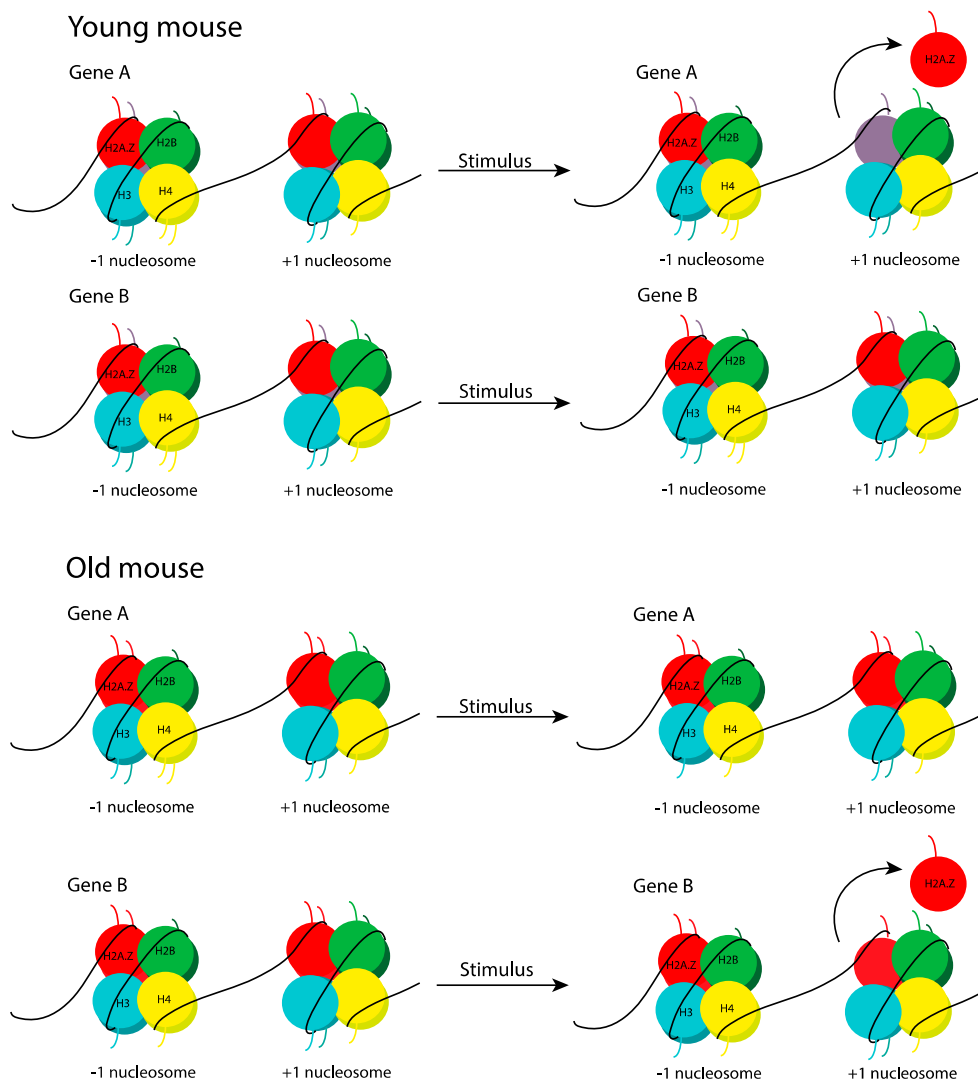 Young mouse
Gene A
Gene A
H2A.Z
H2A.Z
H2B
H3
H4
Stimulus
H2A.Z
H2B
H3
H4
-1 nucleosome
+1 nucleosome
-1 nucleosome
+1 nucleosome
Gene B
Gene B
H2A.Z
H2B
H3
H4
Stimulus
H2A.Z
H2B
H3
H4
-1 nucleosome
+1 nucleosome
-1 nucleosome
+1 nucleosome
Old mouse
Gene A
Gene A
H2A.Z
H2B
H3
H4
Stimulus
H2A.Z
H2B
H3
H4
-1 nucleosome
+1 nucleosome
-1 nucleosome
+1 nucleosome
Gene B
Gene B
H2A.Z
H2A.Z
H2B
H3
H4
Stimulus
H2A.Z
H2B
H3
H4
-1 nucleosome
+1 nucleosome
-1 nucleosome
+1 nucleosome